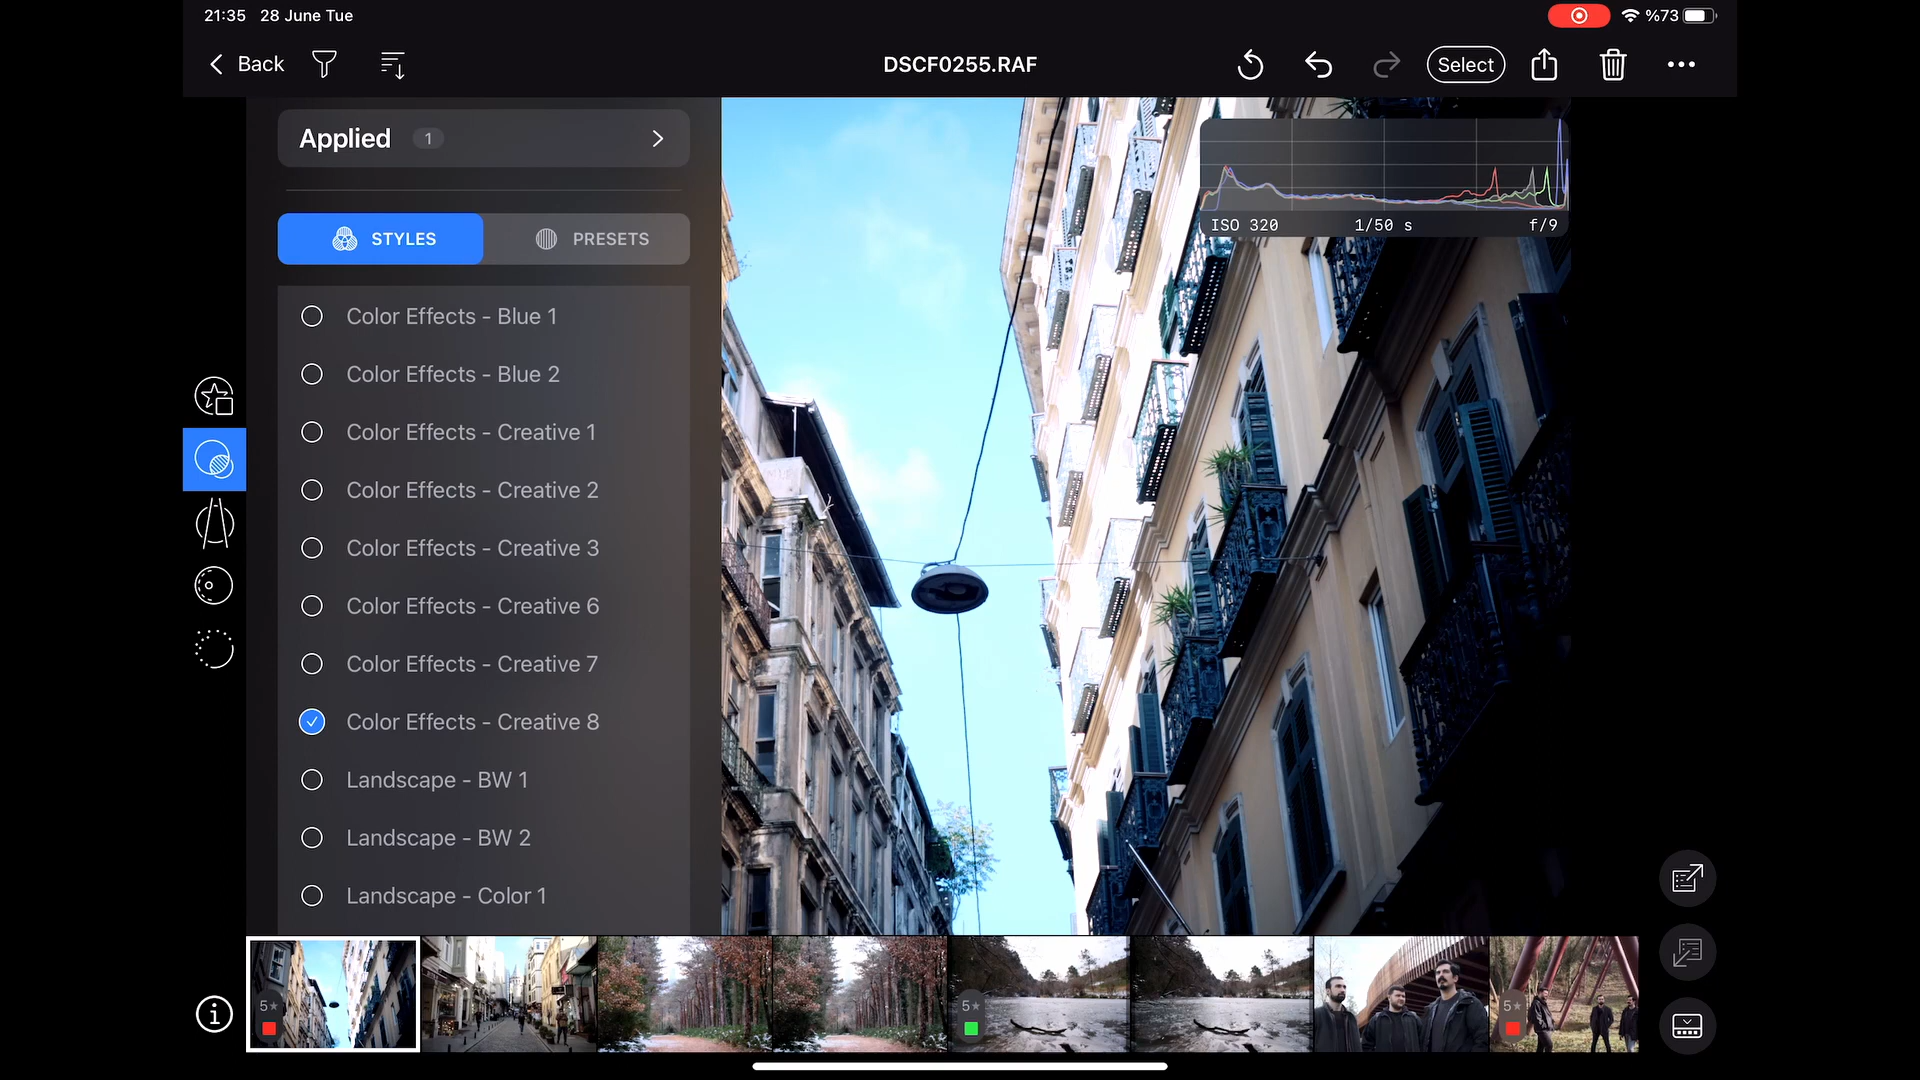 21:35 28 June Tue
%73
Back
DSCF0255.RAF
Select
Applied 1
STYLES
PRESETS
ISO 320 1/50 s f/9
Color Effects - Blue 1
Color Effects - Blue 2
Color Effects - Creative 1
Color Effects - Creative 2
Color Effects - Creative 3
Color Effects - Creative 6
Color Effects - Creative 7
Color Effects - Creative 8
Landscape - BW 1
Landscape - BW 2
Landscape - Color 1
5★
5★
5★